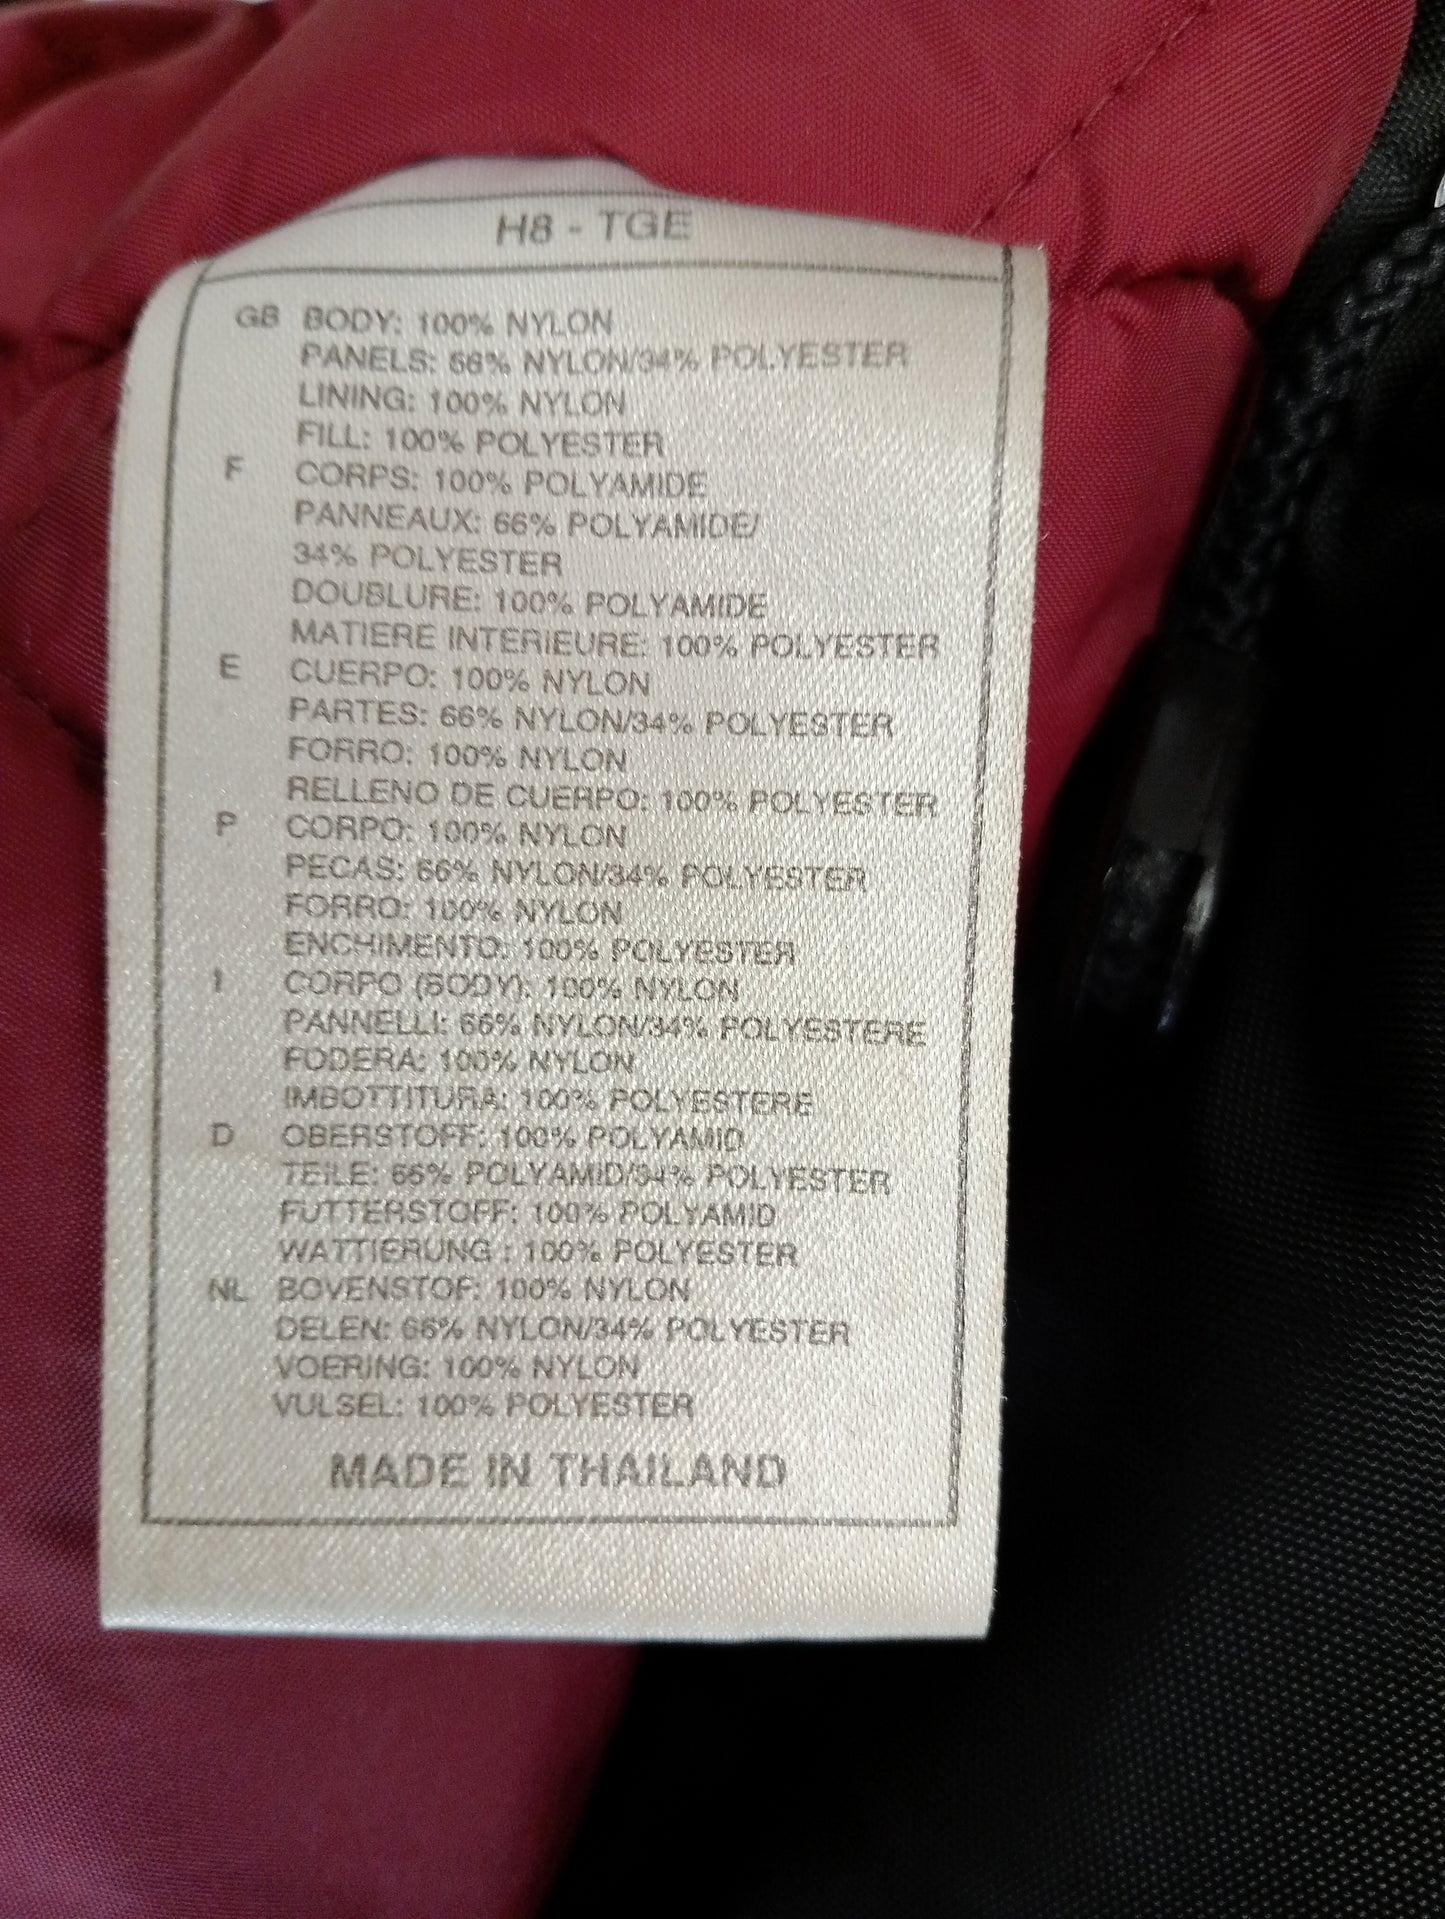 H8 - TGE
GB BODY: 100% NYLON
PANELS: 66% NYLON/34% POLYESTER
LINING: 100% NYLON
FILL: 100% POLYESTER
F CORPS: 100% POLYAMIDE
PANNEAUX: 66% POLYAMIDE/
34% POLYESTER
DOUBLURE: 100% POLYAMIDE
MATIERE INTERIEURE: 100% POLYESTER
E CUERPO: 100% NYLON
PARTES: 66% NYLON/34% POLYESTER
FORRO: 100% NYLON
RELLENO DE CUERPO: 100% POLYESTER
P CORPO: 100% NYLON
PECAS: 66% NYLON/34% POLYESTER
FORRO: 100% NYLON
ENCHIMENTO: 100% POLYESTER
I CORPO (BODY): 100% NYLON
PANNELLI: 66% NYLON/34% POLYESTERE
FODERA: 100% NYLON
IMBOTTITURA: 100% POLYESTERE
D OBERSTOFF: 100% POLYAMID
TEILE: 66% POLYAMID/34% POLYESTER
FUTTERSTOFF: 100% POLYAMID
WATTIERUNG : 100% POLYESTER
NL BOVENSTOF: 100% NYLON
DELEN: 66% NYLON/34% POLYESTER
VOERING: 100% NYLON
VULSEL: 100% POLYESTER
MADE IN THAILAND